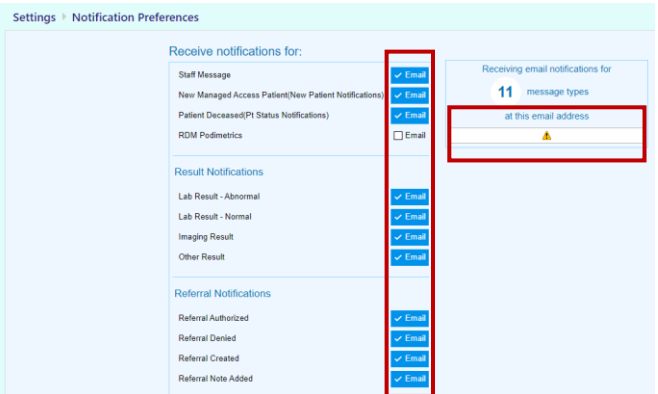 Settings Notification Preferences
Receive notifications for:
Staff Message Email
New Managed Access Patient(New Patient Notifications) Email
Patient Deceased(Pt Status Notifications) Email
RDM Podimetrics Email
Result Notifications
Lab Result - Abnormal Email
Lab Result - Normal Email
Imaging Result Email
Other Result Email
Referral Notifications
Referral Authorized Email
Referral Denied Email
Referral Created Email
Referral Note Added Email
Receiving email notifications for
11 message types
at this email address